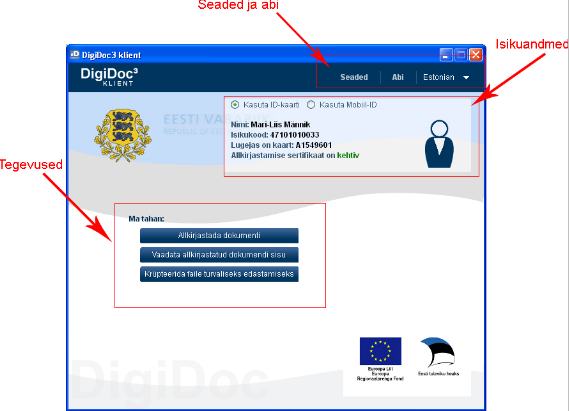 Seaded ja abi
Isikuandmed
DigiDoc3 klient
DigiDoc³
KLIENT
Seaded
Abi
Estonian
Kasuta ID-kaarti
Kasuta Mobiil-ID
EESTI VA
REPUBLIC OF ES
Nimi: Mari-Liis Männik
Isikukood: 47101010033
Lugejas on kaart: A1549601
Allkirjastamise sertifikaat on kehtiv
Tegevused
Ma tahan:
Allkirjastada dokumenti
Vaadata allkirjastatud dokumendi sisu
Krüpteerida faile turvaliseks edastamiseks
Euroopa Liit
Euroopa
Regionaalarengu Fond
Eesti tuleviku heaks
DigiDoc